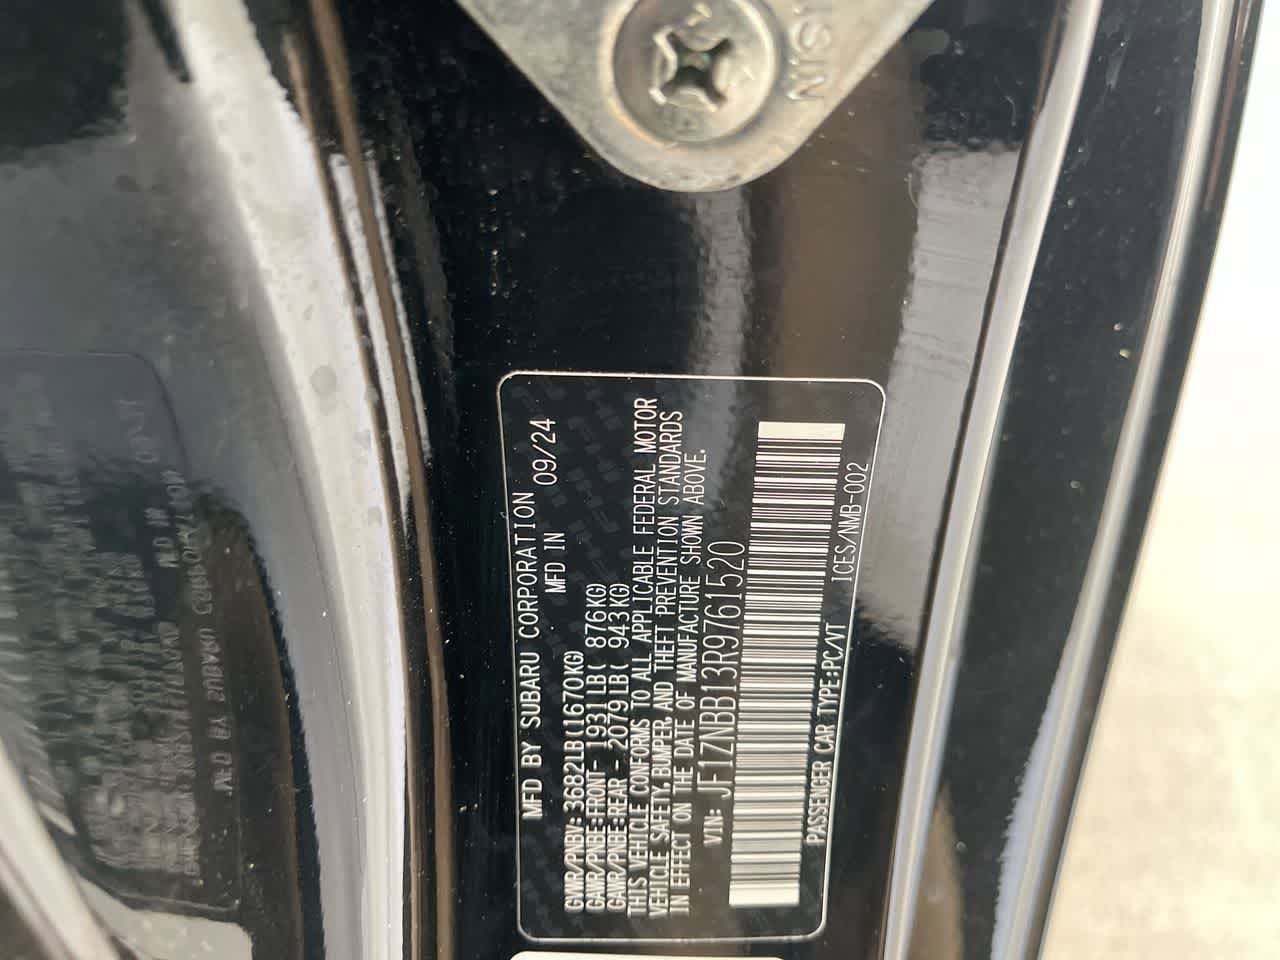 MFD BY SUBARU CORPORATION
MFD IN 09/24
GVWR/PNBV: 3682LB(1670KG)
GAWR/PNBE:FRONT- 1931LB( 876KG)
GAWR/PNBE:REAR - 2079LB( 943KG)
THIS VEHICLE CONFORMS TO ALL APPLICABLE FEDERAL MOTOR
VEHICLE SAFETY, BUMPER, AND THEFT PREVENTION STANDARDS
IN EFFECT ON THE DATE OF MANUFACTURE SHOWN ABOVE.
VIN: JF1ZNBB13R9761520
PASSENGER CAR TYPE:PC/VT ICES/NMB-002